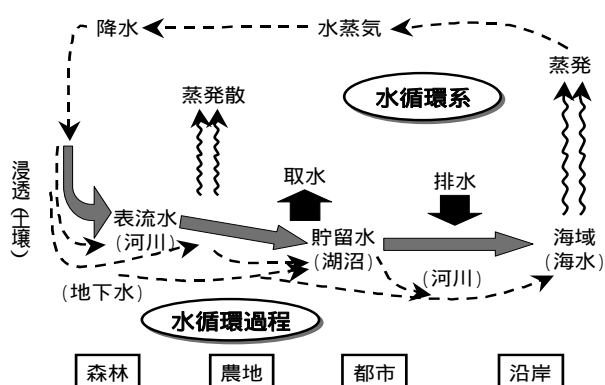 降水
水蒸気
蒸発
蒸発散
水循環系
浸透(土壌)
取水
排水
表流水
(河川)
貯留水
(湖沼)
海域
(海水)
(河川)
(地下水)
水循環過程
森林
農地
都市
沿岸